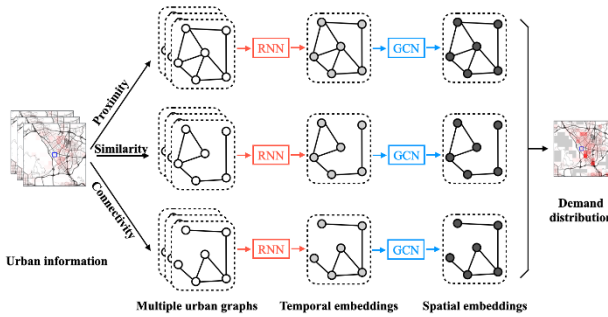 Proximity
RNN
GCN
Similarity
RNN
GCN
Connectivity
RNN
GCN
Urban information
Demand
distribution
Multiple urban graphs
Temporal embeddings
Spatial embeddings